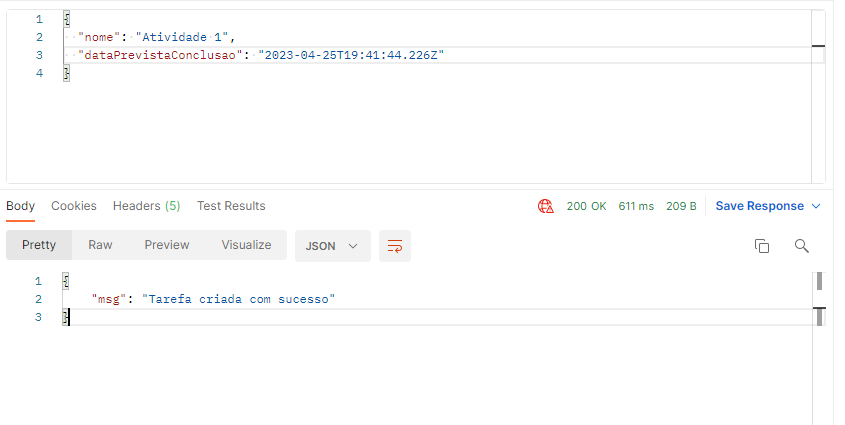 1 {
2 "nome": "Atividade 1",
3 "dataPrevistaConclusao": "2023-04-25T19:41:44.226Z"
4 }
Body Cookies Headers (5) Test Results 200 OK 611 ms 209 B Save Response
Pretty Raw Preview Visualize JSON
1 {
2 "msg": "Tarefa criada com sucesso"
3 }